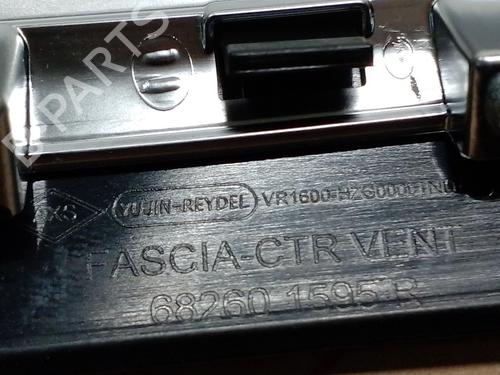 B-PARTS
YUJIN-REYDEL
FASCIA-CTR VENT
68260 1595 R